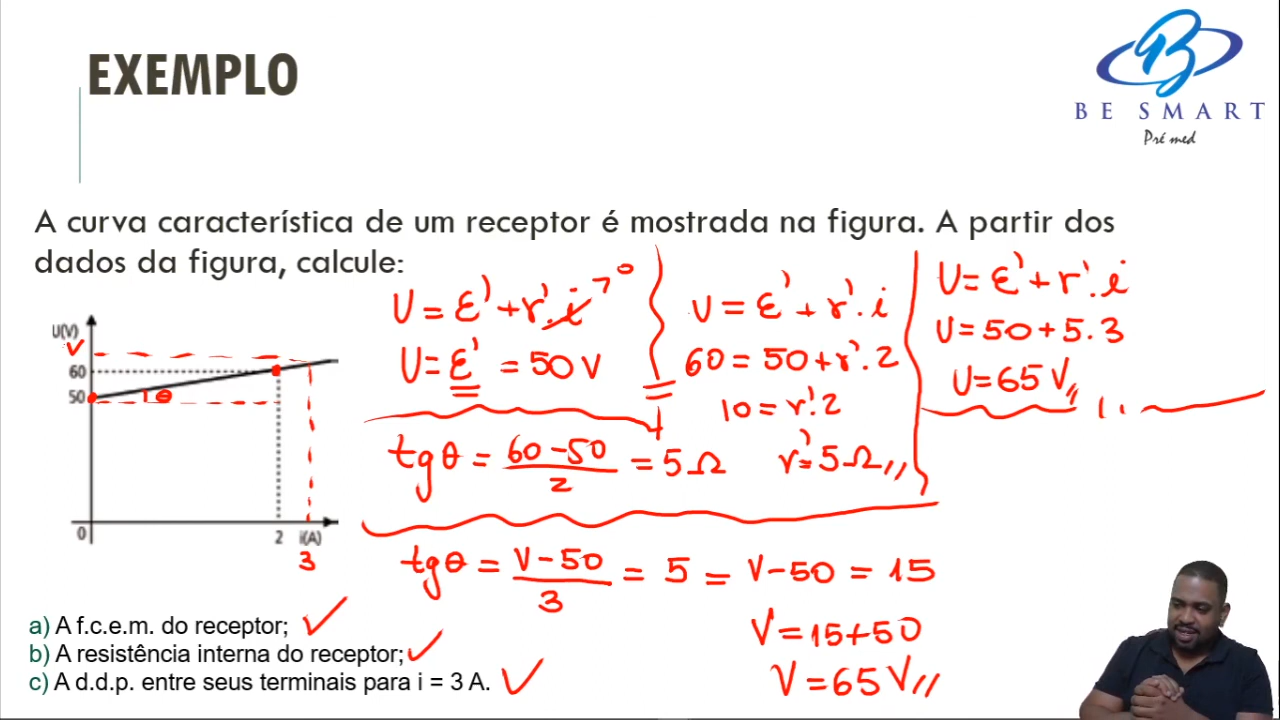 EXEMPLO
BE SMART
Pré med
A curva característica de um receptor é mostrada na figura. A partir dos
dados da figura, calcule:
U(V)
V
60
50
θ
0
2
i(A)
3
U = ε' + r'. i → 0
U = ε' = 50 V
tg θ = (60 - 50)/2 = 5 Ω
U = ε' + r'. i
60 = 50 + r'. 2
10 = r'. 2
r' = 5 Ω //
U = ε' + r'. i
U = 50 + 5. 3
U = 65 V //
tg θ = (V - 50)/3 = 5 = V - 50 = 15
V = 15 + 50
V = 65 V //
a) A f.c.e.m. do receptor; ✓
b) A resistência interna do receptor; ✓
c) A d.d.p. entre seus terminais para i = 3 A. ✓